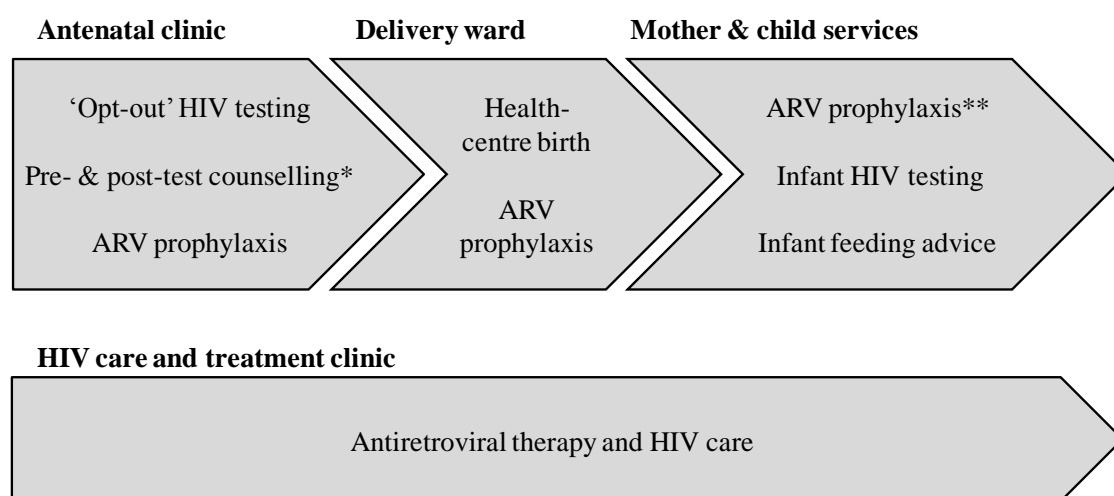 Antenatal clinic
‘Opt-out’ HIV testing
Pre- & post-test counselling*
ARV prophylaxis
Delivery ward
Health-
centre birth
ARV
prophylaxis
Mother & child services
ARV prophylaxis**
Infant HIV testing
Infant feeding advice
HIV care and treatment clinic
Antiretroviral therapy and HIV care